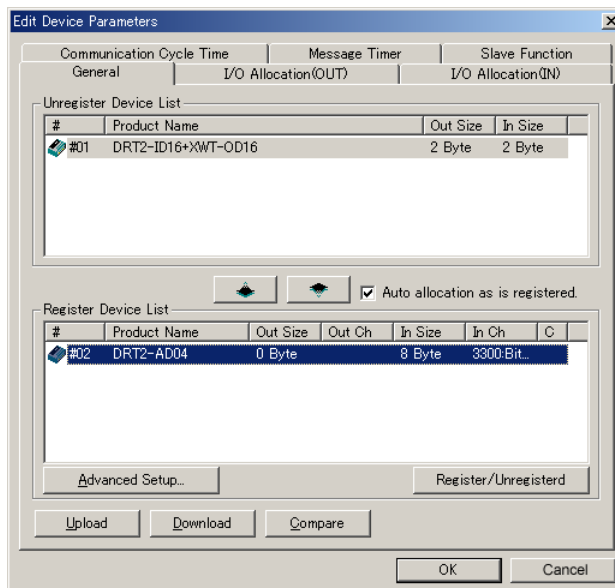 Edit Device Parameters
Communication Cycle Time Message Timer Slave Function
General I/O Allocation(OUT) I/O Allocation(IN)
Unregister Device List
# Product Name Out Size In Size
#01 DRT2-ID16+XWT-OD16 2 Byte 2 Byte
Auto allocation as is registered.
Register Device List
# Product Name Out Size Out Ch In Size In Ch C
#02 DRT2-AD04 0 Byte 8 Byte 3300:Bit...
Advanced Setup... Register/Unregisterd
Upload Download Compare
OK Cancel